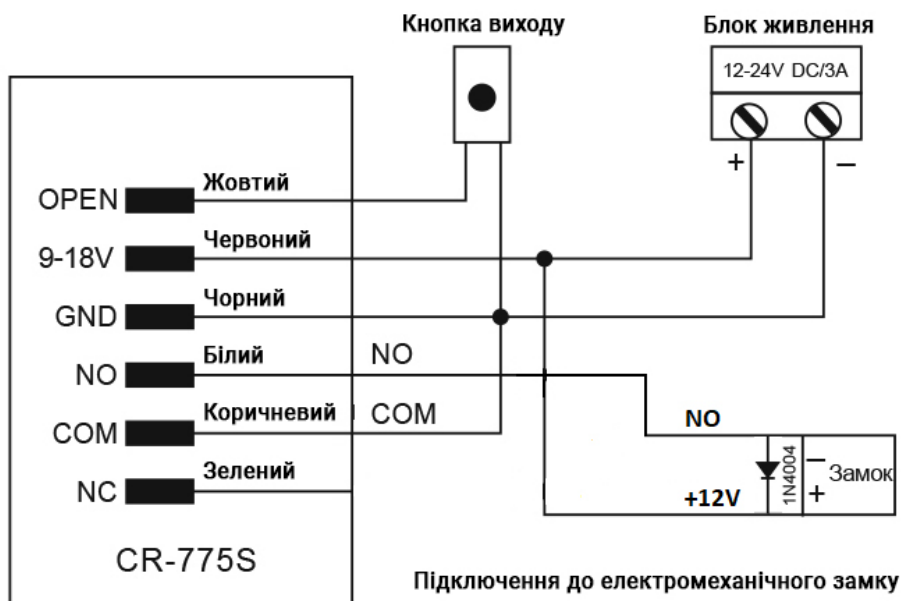 Кнопка виходу
Блок живлення
12-24V DC/3A
+
–
OPEN
Жовтий
9-18V
Червоний
GND
Чорний
NO
Білий
NO
COM
Коричневий
COM
NC
Зелений
NO
+12V
1N4004
–
+
Замок
CR-775S
Підключення до електромеханічного замку